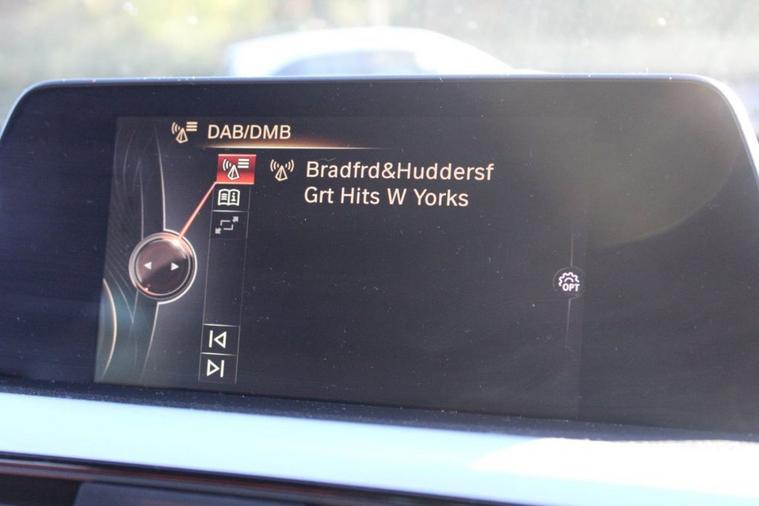 DAB/DMB
Bradfrd&Huddersf
Grt Hits W Yorks
OPT